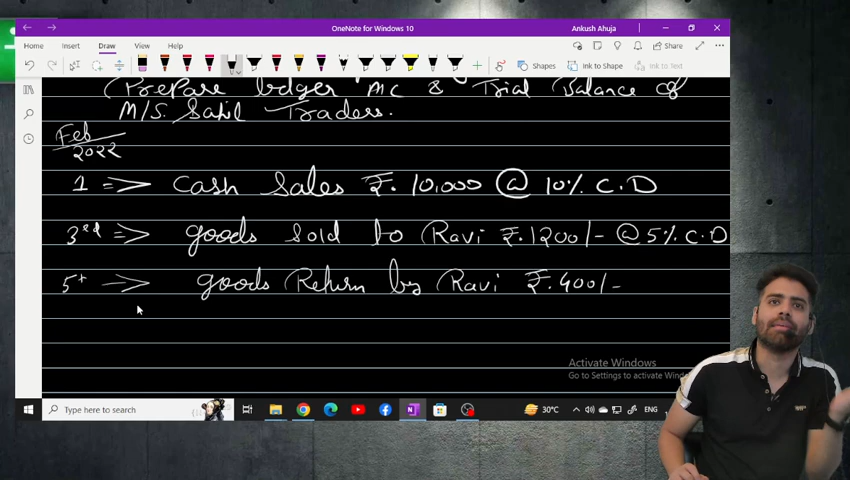 OneNote for Windows 10
Ankush Ahuja
Home Insert Draw View Help
Share
Shapes Ink to Shape Ink to Text
(Prepare ledger A/c & Trial Balance of
M/S. Sahil Traders.
Feb
2022
1 => Cash Sales ₹. 10,000 @ 10% C.D
3rd => goods sold to Ravi ₹. 1200/- @ 5% C.D
goods Return by Ravi ₹. 400/-
Activate Windows
Go to Settings to activate Win
Type here to search
30°C
ENG